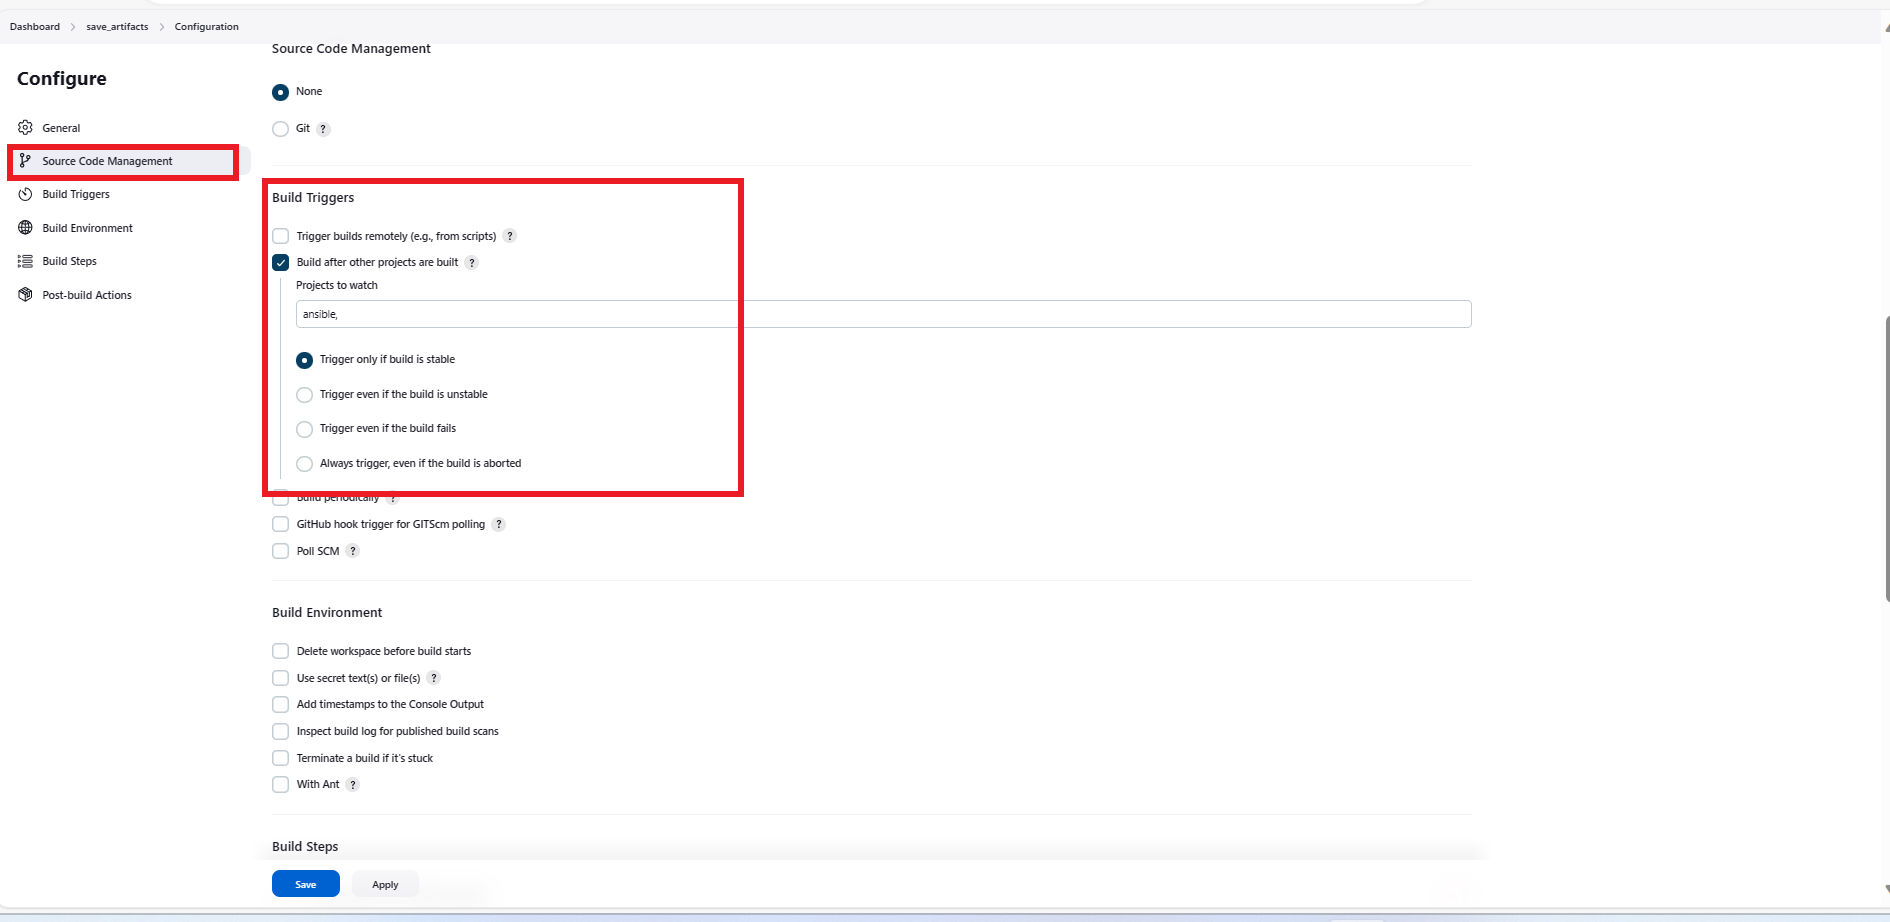 Dashboard > save_artifacts > Configuration
Configure
General
Source Code Management
Build Triggers
Build Environment
Build Steps
Post-build Actions
Source Code Management
None
Git ?
Build Triggers
Trigger builds remotely (e.g., from scripts) ?
Build after other projects are built ?
Projects to watch
ansible,
Trigger only if build is stable
Trigger even if the build is unstable
Trigger even if the build fails
Always trigger, even if the build is aborted
Build periodically ?
GitHub hook trigger for GITScm polling ?
Poll SCM ?
Build Environment
Delete workspace before build starts
Use secret text(s) or file(s) ?
Add timestamps to the Console Output
Inspect build log for published build scans
Terminate a build if it's stuck
With Ant ?
Build Steps
Save
Apply